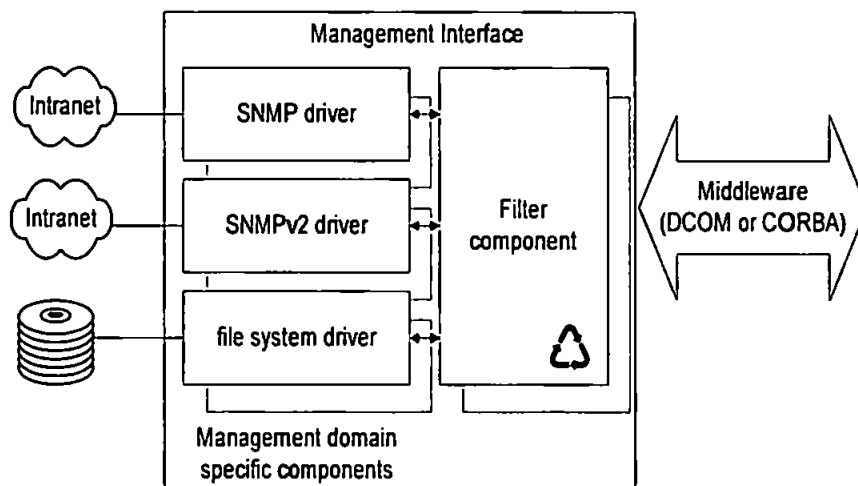 Management Interface
Intranet
SNMP driver
Intranet
SNMPv2 driver
Filter
component
Middleware
(DCOM or CORBA)
file system driver
Management domain
specific components